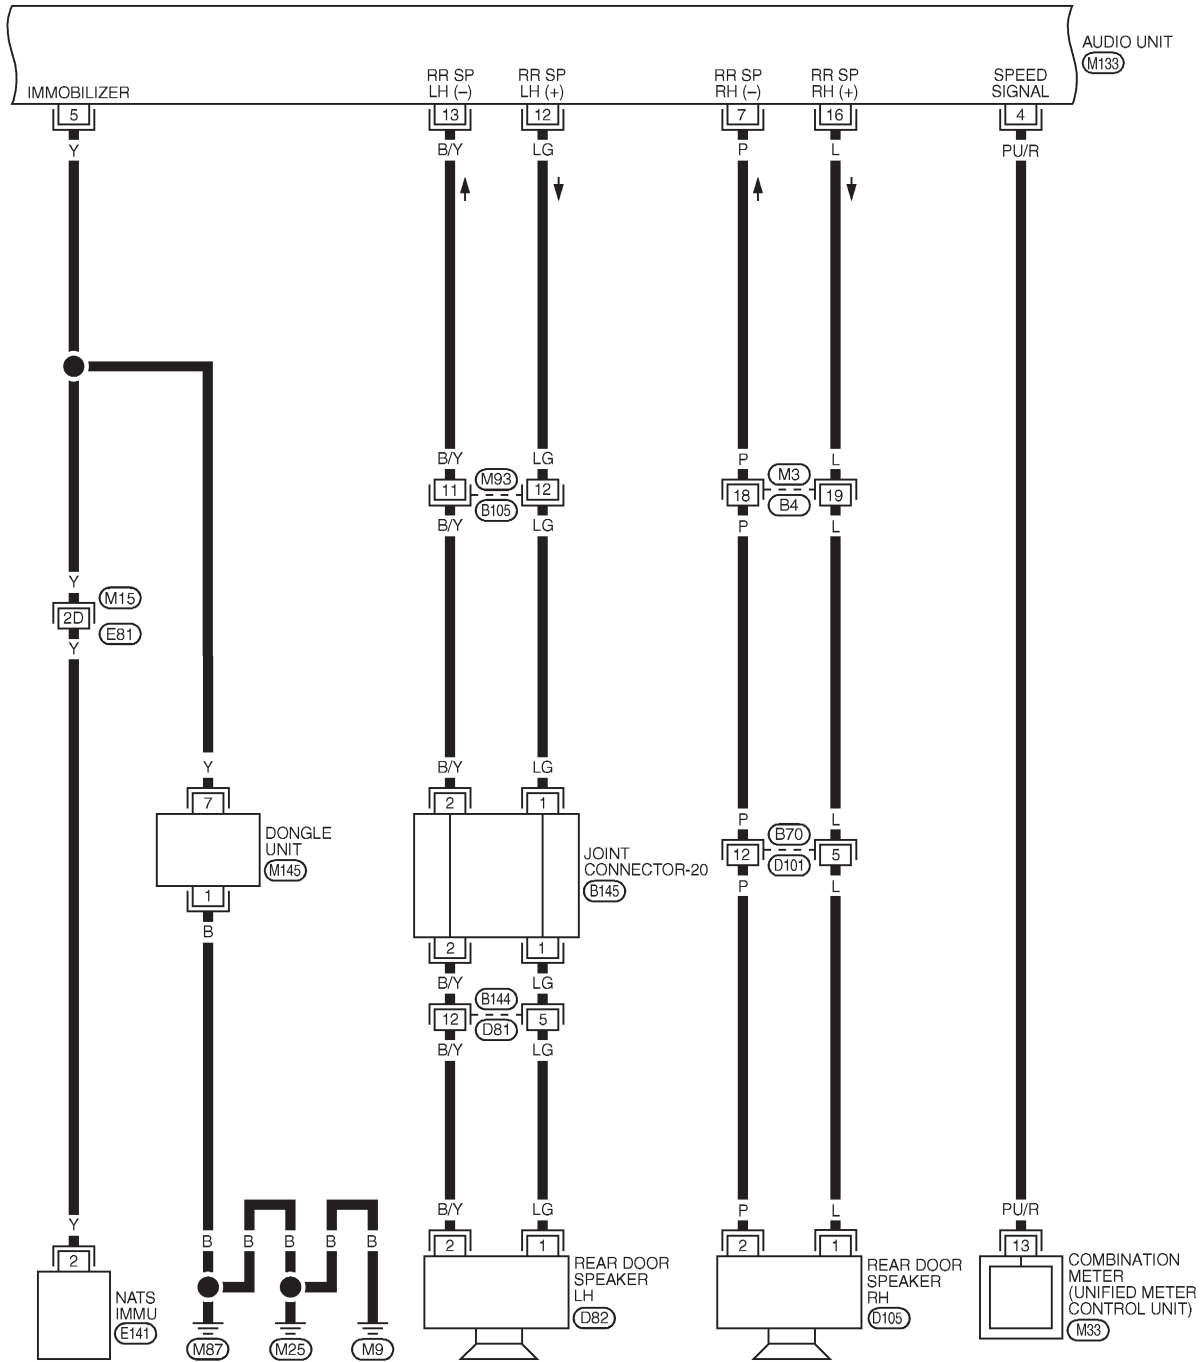 AUDIO UNIT
M133
IMMOBILIZER
RR SP
LH (–)
RR SP
LH (+)
RR SP
RH (–)
RR SP
RH (+)
SPEED
SIGNAL
5
13
12
7
16
4
Y
B/Y
LG
P
L
PU/R
B/Y
LG
P
L
M93
M3
11
12
18
19
B105
B4
B/Y
LG
P
L
Y
M15
2D
E81
Y
Y
B/Y
LG
7
2
1
P
L
B70
12
5
D101
P
L
DONGLE
UNIT
M145
JOINT
CONNECTOR-20
B145
1
B
2
1
B/Y
LG
B144
12
5
D81
B/Y
LG
Y
B
B
B
B
B
B/Y
LG
P
L
PU/R
2
2
1
2
1
13
NATS
IMMU
E141
M87
M25
M9
REAR DOOR
SPEAKER
LH
D82
REAR DOOR
SPEAKER
RH
D105
COMBINATION
METER
(UNIFIED METER
CONTROL UNIT)
M33